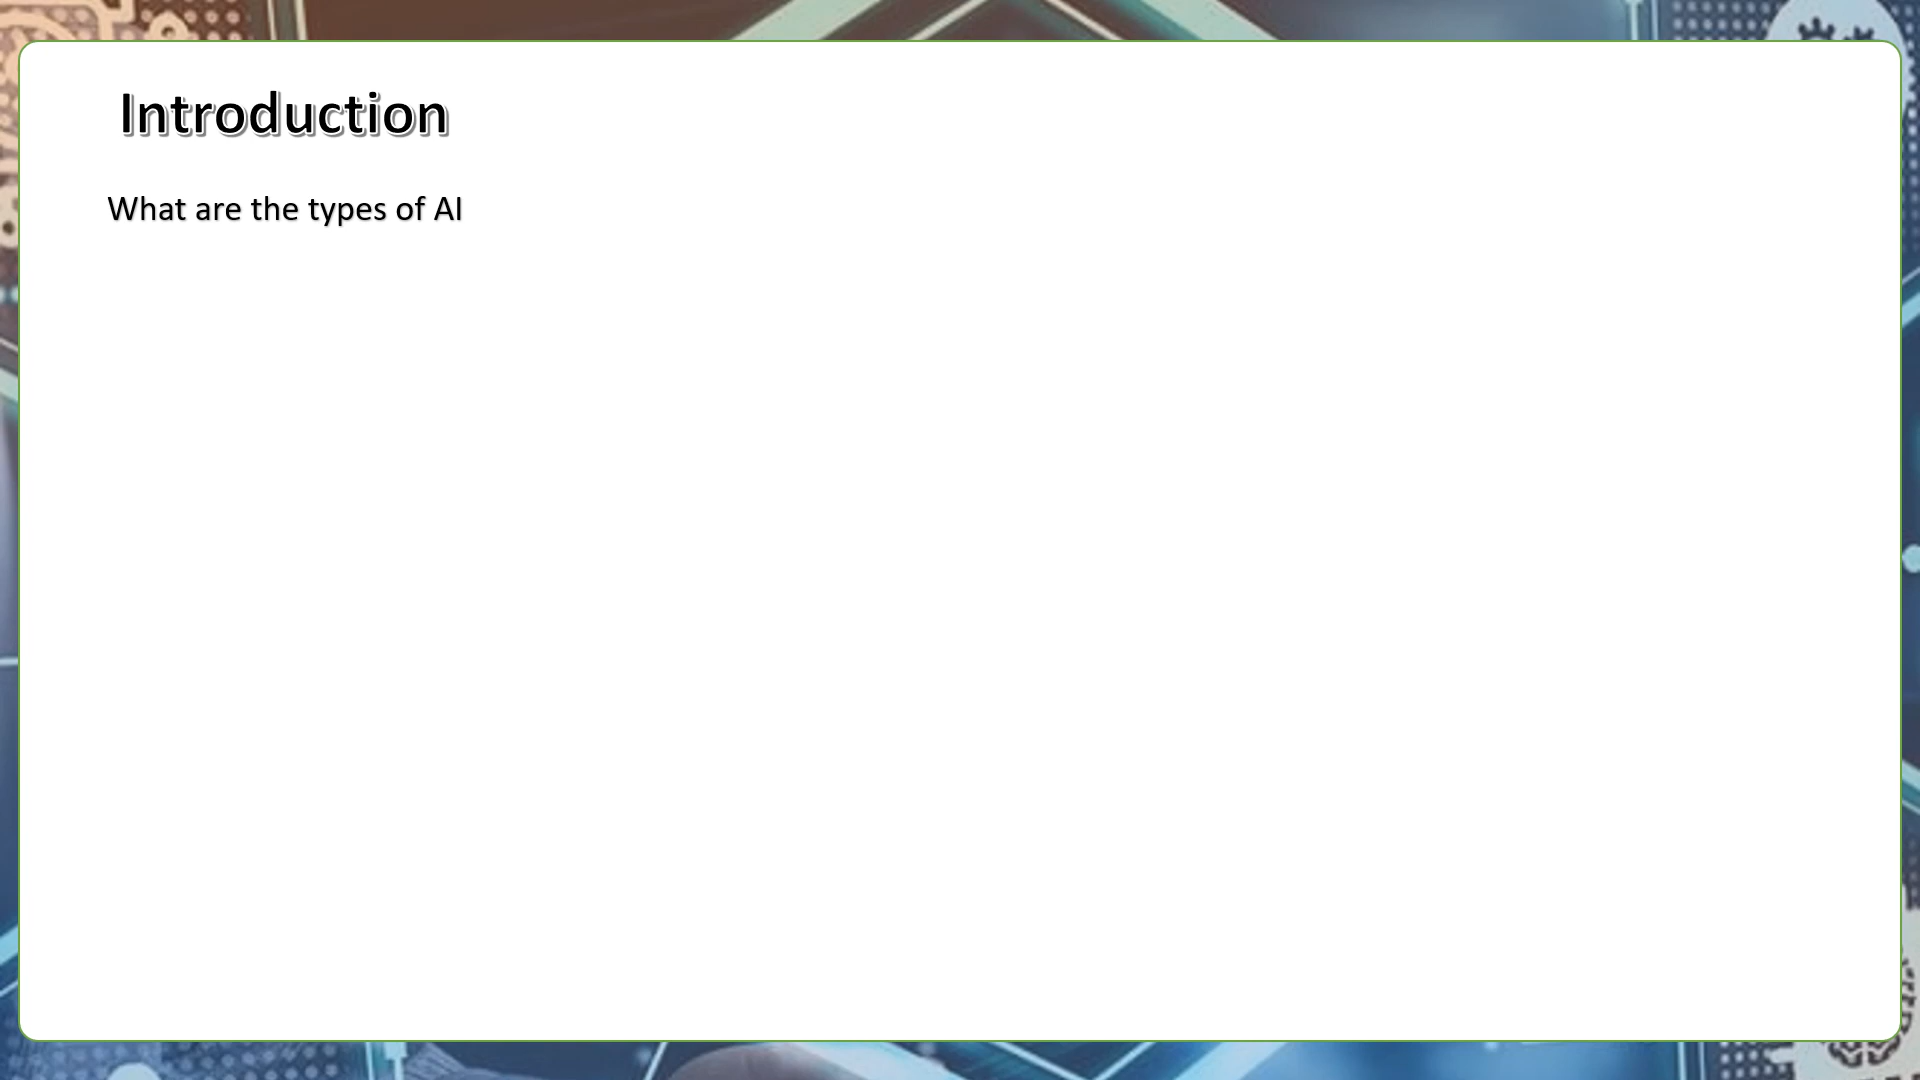 Introduction
What are the types of AI